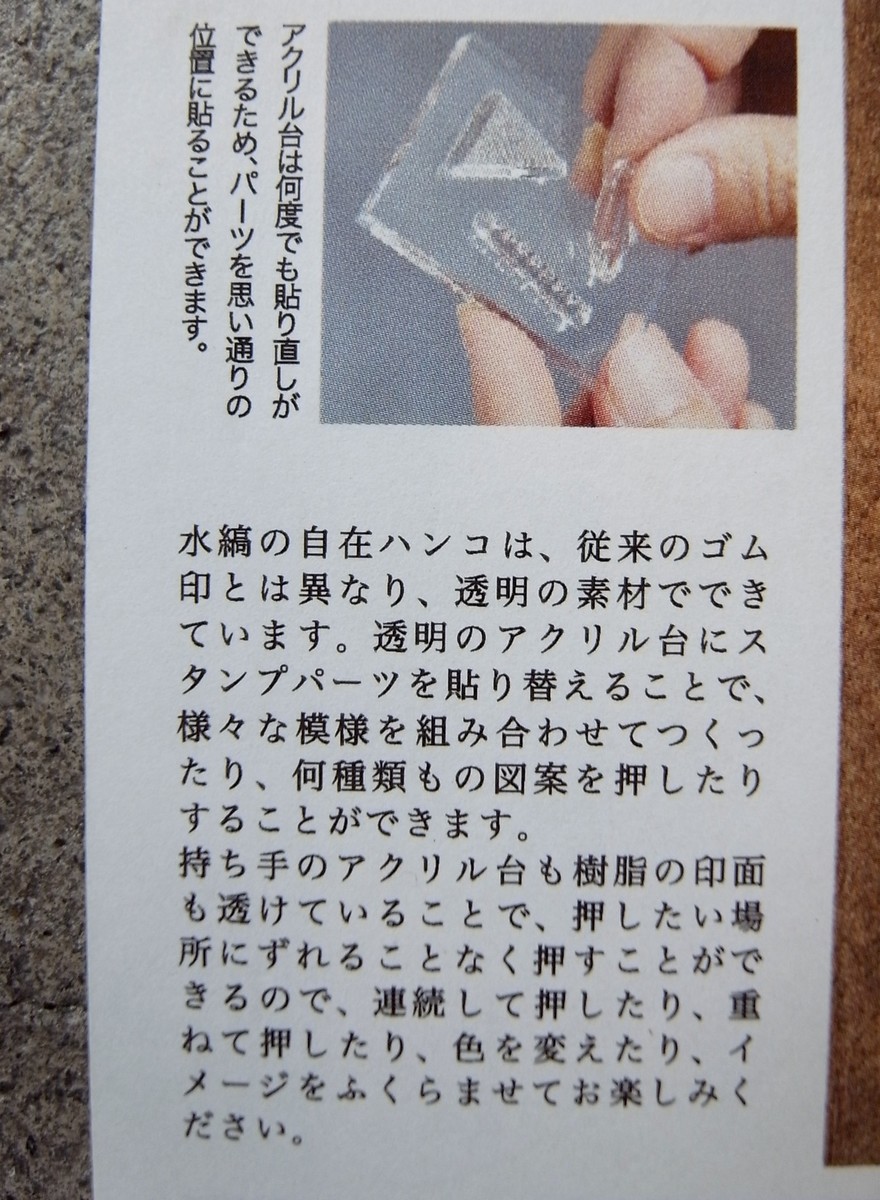 アクリル台は何度でも貼り直しが
できるため、パーツを思い通りの
位置に貼ることができます。
水縞の自在ハンコは、従来のゴム
印とは異なり、透明の素材ででき
ています。透明のアクリル台にス
タンプパーツを貼り替えることで、
様々な模様を組み合わせてつくっ
たり、何種類もの図案を押したり
することができます。
持ち手のアクリル台も樹脂の印面
も透けていることで、押したい場
所にずれることなく押すことがで
きるので、連続して押したり、重
ねて押したり、色を変えたり、イ
メージをふくらませてお楽しみく
ださい。